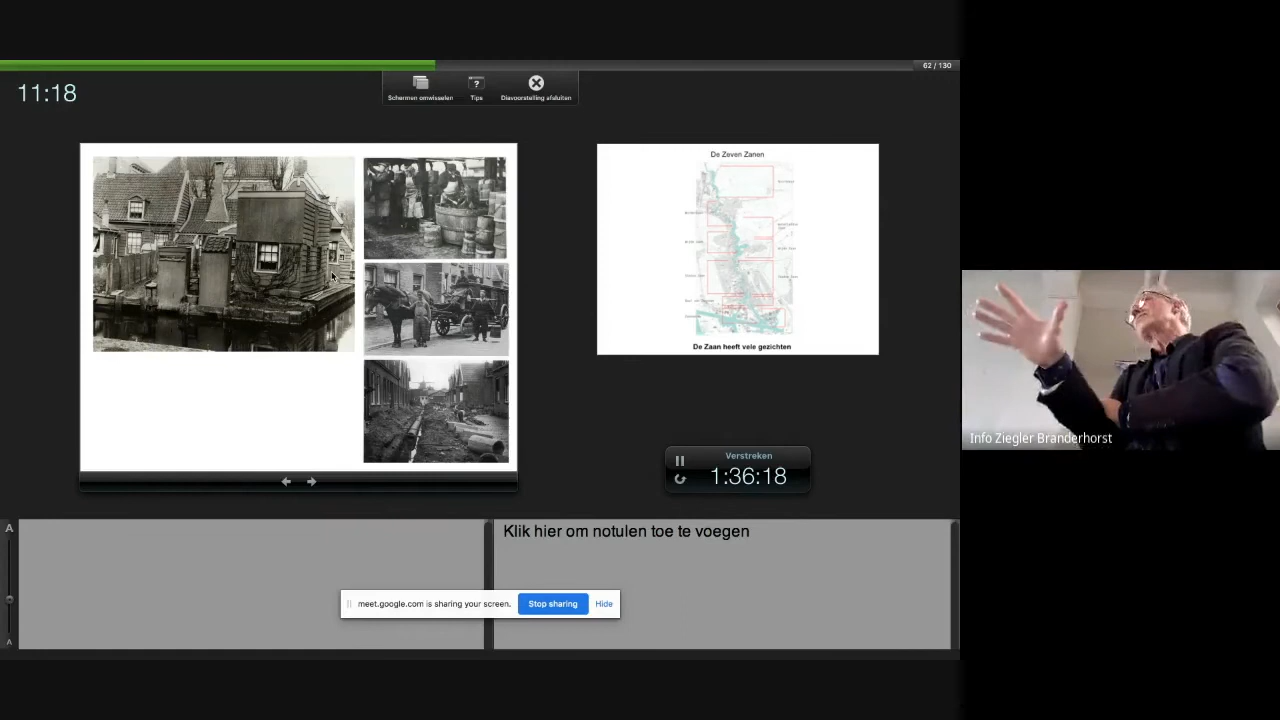 62 / 130
11:18
Schermen omwisselen
Tips
Diavoorstelling afsluiten
De Zeven Zanen
De Zaan heeft vele gezichten
Info Ziegler Branderhorst
Verstreken
1:36:18
A
Klik hier om notulen toe te voegen
meet.google.com is sharing your screen.
Stop sharing
Hide
A